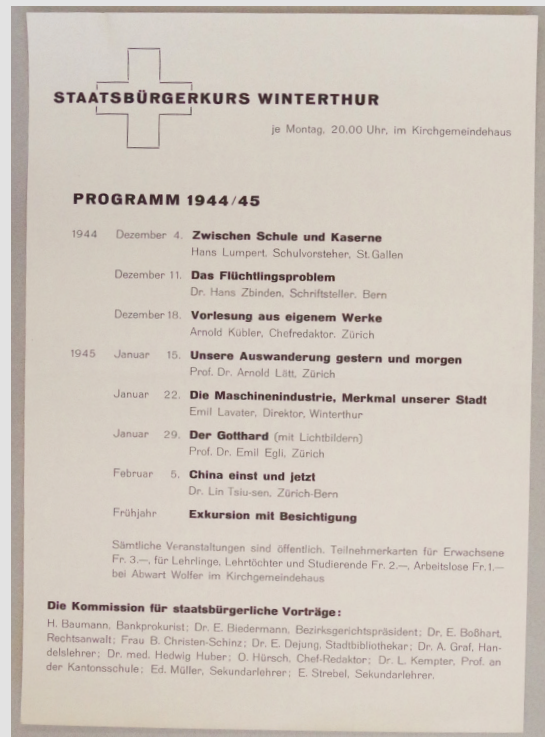 STAATSBÜRGERKURS WINTERTHUR
je Montag, 20.00 Uhr, im Kirchgemeindehaus
PROGRAMM 1944/45
1944 Dezember 4. Zwischen Schule und Kaserne
Hans Lumpert, Schulvorsteher, St. Gallen
Dezember 11. Das Flüchtlingsproblem
Dr. Hans Zbinden, Schriftsteller, Bern
Dezember 18. Vorlesung aus eigenem Werke
Arnold Kübler, Chefredaktor, Zürich
1945 Januar 15. Unsere Auswanderung gestern und morgen
Prof. Dr. Arnold Lätt, Zürich
Januar 22. Die Maschinenindustrie, Merkmal unserer Stadt
Emil Lavater, Direktor, Winterthur
Januar 29. Der Gotthard (mit Lichtbildern)
Prof. Dr. Emil Egli, Zürich
Februar 5. China einst und jetzt
Dr. Lin Tsiu-sen, Zürich-Bern
Frühjahr Exkursion mit Besichtigung
Sämtliche Veranstaltungen sind öffentlich. Teilnehmerkarten für Erwachsene
Fr. 3.—, für Lehrlinge, Lehrtöchter und Studierende Fr. 2.—, Arbeitslose Fr. 1.—
bei Abwart Wolfer im Kirchgemeindehaus
Die Kommission für staatsbürgerliche Vorträge:
H. Baumann, Bankprokurist; Dr. E. Biedermann, Bezirksgerichtspräsident; Dr. E. Boßhart,
Rechtsanwalt; Frau B. Christen-Schinz; Dr. E. Dejung, Stadtbibliothekar; Dr. A. Graf, Han-
delslehrer; Dr. med. Hedwig Huber; O. Hürsch, Chef-Redaktor; Dr. L. Kempter, Prof. an
der Kantonsschule; Ed. Müller, Sekundarlehrer; E. Strebel, Sekundarlehrer.